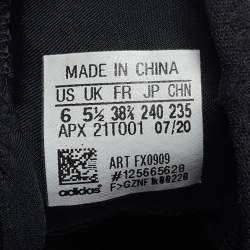 MADE IN CHINA
US UK FR JP CHN
6 5½ 38⅔ 240 235
APX 21T001 07/20
ART FX0909
#125665628
adidas F>GZNF1k00220